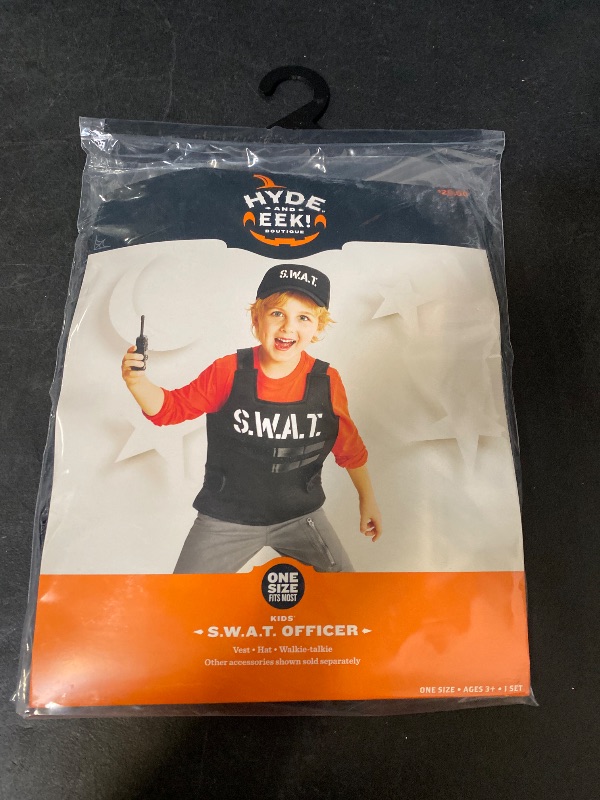 HYDE
AND
EEK!
BOUTIQUE
S.W.A.T.
S.W.A.T.
ONE
SIZE
FITS MOST
KIDS'
S.W.A.T. OFFICER
Vest • Hat • Walkie-talkie
Other accessories shown sold separately
ONE SIZE • AGES 3+ • 1 SET